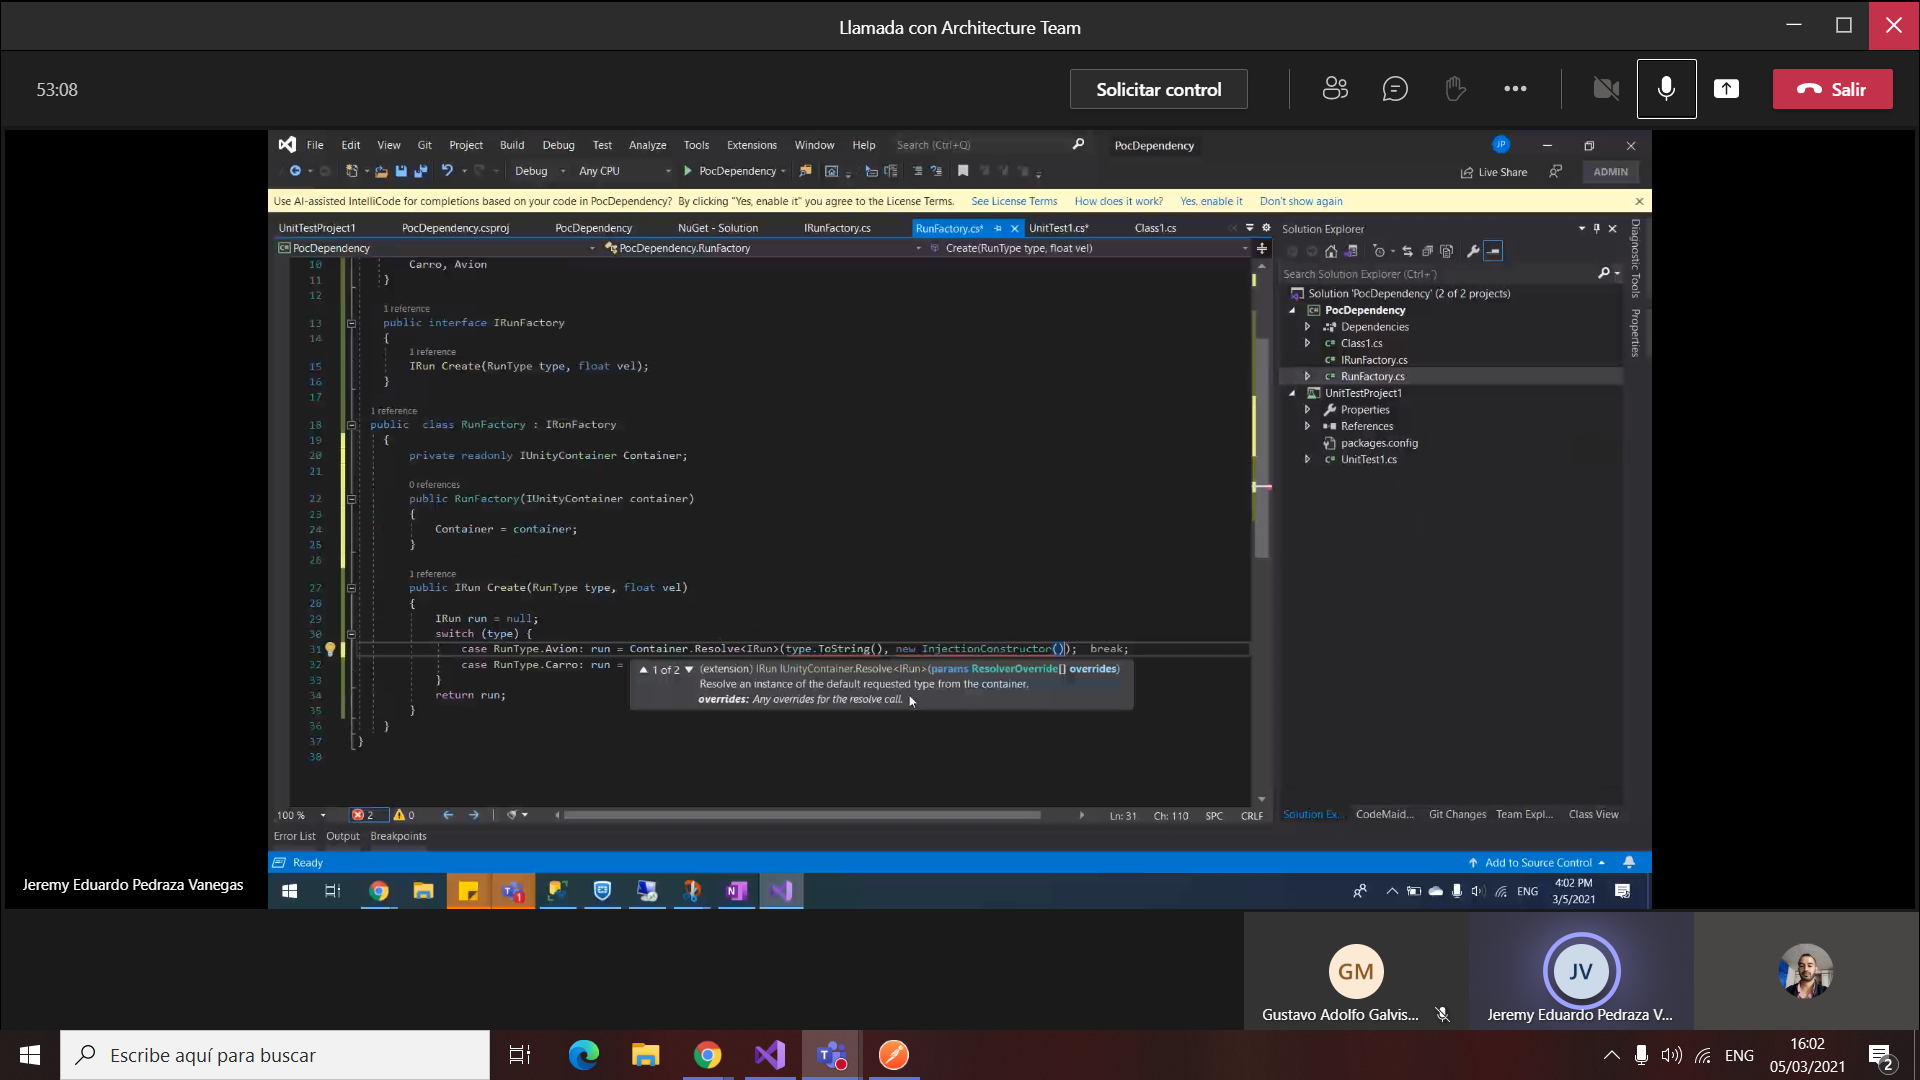 Llamada con Architecture Team
53:08
Solicitar control
Salir
File Edit View Git Project Build Debug Test Analyze Tools Extensions Window Help Search (Ctrl+Q) PocDependency JP
Debug Any CPU PocDependency Live Share ADMIN
Use AI-assisted IntelliCode for completions based on your code in PocDependency? By clicking "Yes, enable it" you agree to the License Terms. See License Terms How does it work? Yes, enable it Don't show again
UnitTestProject1 PocDependency.csproj PocDependency NuGet - Solution IRunFactory.cs RunFactory.cs* UnitTest1.cs* Class1.cs
PocDependency PocDependency.RunFactory Create(RunType type, float vel)
10 Carro, Avion
11 }
12
1 reference
13 public interface IRunFactory
14 {
1 reference
15 IRun Create(RunType type, float vel);
16 }
17
1 reference
18 public class RunFactory : IRunFactory
19 {
20 private readonly IUnityContainer Container;
21
0 references
22 public RunFactory(IUnityContainer container)
23 {
24 Container = container;
25 }
26
1 reference
27 public IRun Create(RunType type, float vel)
28 {
29 IRun run = null;
30 switch (type) {
31 case RunType.Avion: run = Container.Resolve<IRun>(type.ToString(), new InjectionConstructor()); break;
32 case RunType.Carro: run =
33 }
34 return run;
35 }
36 }
37 }
38
1 of 2 (extension) IRun IUnityContainer.Resolve<IRun>(params ResolverOverride[] overrides)
Resolve an instance of the default requested type from the container.
overrides: Any overrides for the resolve call.
Solution Explorer
Search Solution Explorer (Ctrl+´)
Solution 'PocDependency' (2 of 2 projects)
PocDependency
Dependencies
Class1.cs
IRunFactory.cs
RunFactory.cs
UnitTestProject1
Properties
References
packages.config
UnitTest1.cs
Diagnostic Tools
Properties
100 % 2 0 Ln: 31 Ch: 110 SPC CRLF
Solution Ex... CodeMaid... Git Changes Team Expl... Class View
Error List Output Breakpoints
Ready Add to Source Control
Jeremy Eduardo Pedraza Vanegas
ENG 4:02 PM
3/5/2021
GM
Gustavo Adolfo Galvis...
JV
Jeremy Eduardo Pedraza V...
Escribe aquí para buscar
ENG
16:02
05/03/2021
2